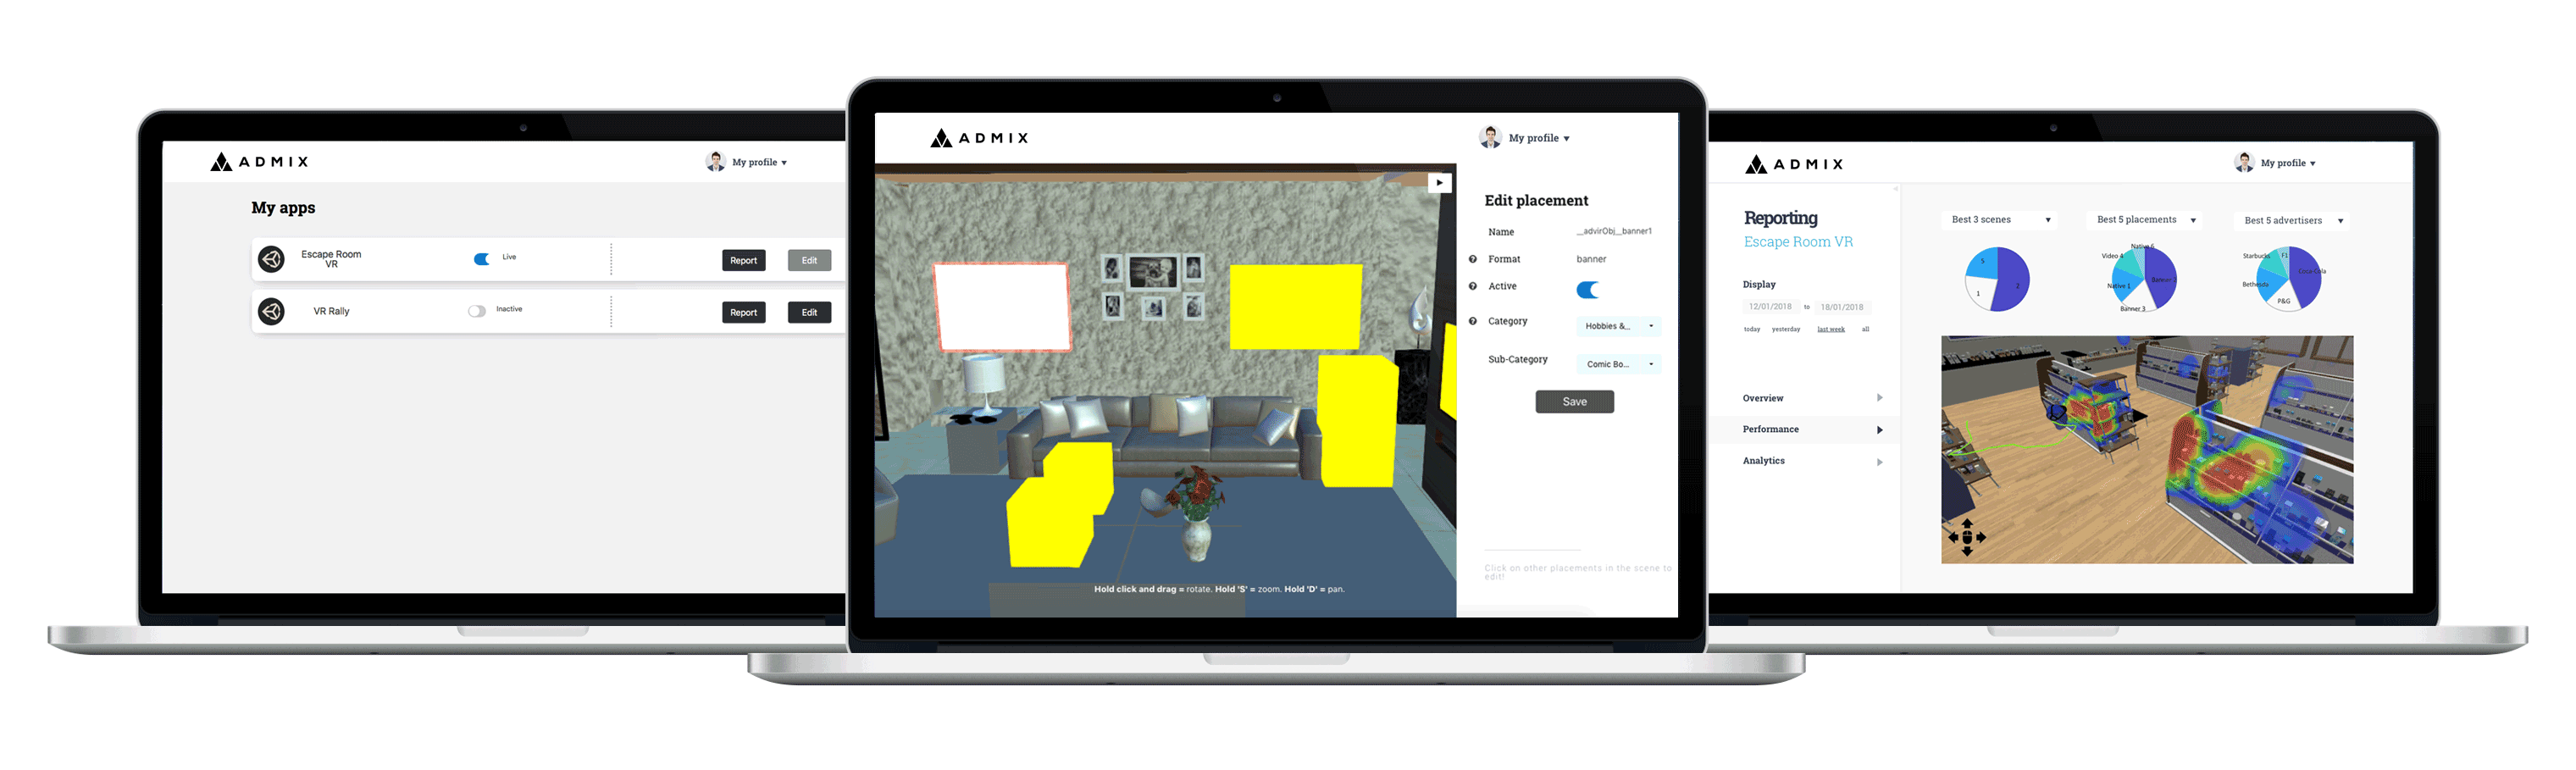 ADMIX
My profile
My apps
Escape Room
VR
Live
Report
Edit
VR Rally
Inactive
Report
Edit
ADMIX
My profile
Edit placement
Name
__advirObj__banner1
Format
banner
Active
Category
Hobbies &...
Sub-Category
Comic Bo...
Save
Click on other placements in the scene to
edit!
Hold click and drag = rotate. Hold 'S' = zoom. Hold 'D' = pan.
ADMIX
My profile
Reporting
Escape Room VR
Display
12/01/2018 to 18/01/2018
today yesterday last week all
Overview
Performance
Analytics
Best 3 scenes
5
1
2
Best 5 placements
Native 6
Video 4
Native 1
Banner 2
Banner 3
Best 5 advertisers
Starbucks
F1
Coca-Cola
Bethesda
P&G